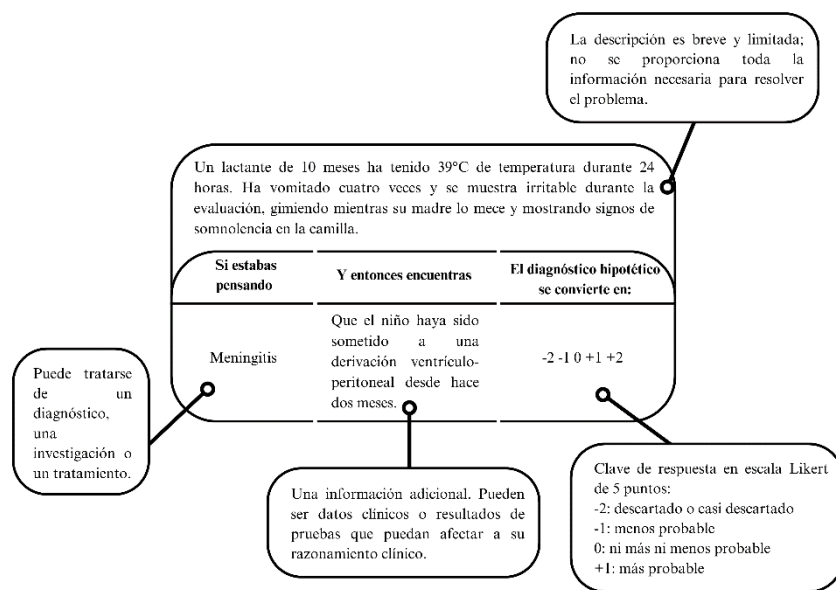 La descripción es breve y limitada;
no se proporciona toda la
información necesaria para resolver
el problema.
Un lactante de 10 meses ha tenido 39°C de temperatura durante 24
horas. Ha vomitado cuatro veces y se muestra irritable durante la
evaluación, gimiendo mientras su madre lo mece y mostrando signos de
somnolencia en la camilla.
Si estabas
pensando
Y entonces encuentras
El diagnóstico hipotético
se convierte en:
Meningitis
Que el niño haya sido
sometido a una
derivación ventrículo-
peritoneal desde hace
dos meses.
-2 -1 0 +1 +2
Puede tratarse
de un
diagnóstico,
una
investigación o
un tratamiento.
Una información adicional. Pueden
ser datos clínicos o resultados de
pruebas que puedan afectar a su
razonamiento clínico.
Clave de respuesta en escala Likert
de 5 puntos:
-2: descartado o casi descartado
-1: menos probable
0: ni más ni menos probable
+1: más probable